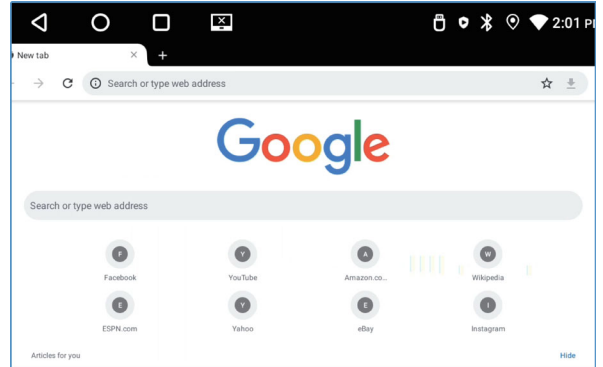 2:01 P
New tab
Search or type web address
Google
Search or type web address
F
Y
A
W
Facebook
YouTube
Amazon.co...
Wikipedia
E
Y
E
I
ESPN.com
Yahoo
eBay
Instagram
Articles for you
Hide